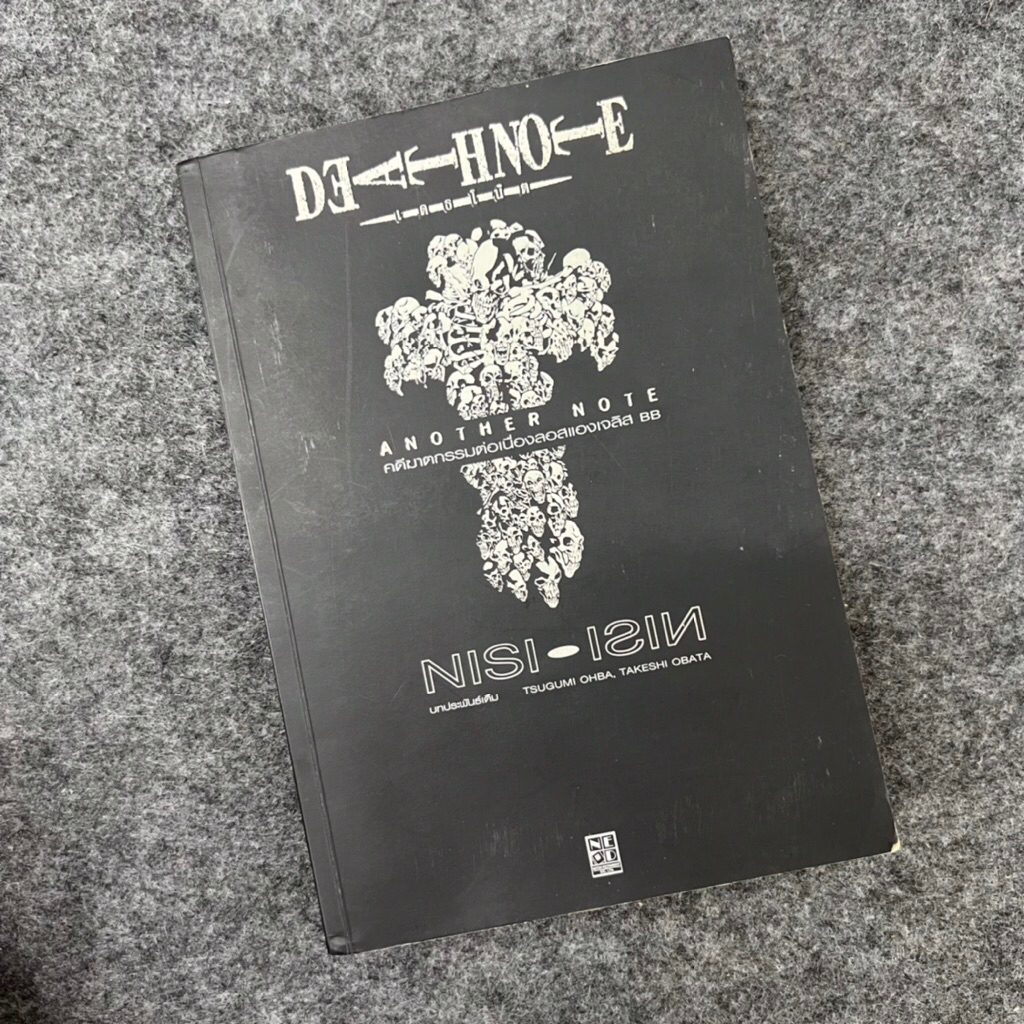 DEATHNOTE
เดธโน้ต
ANOTHER NOTE
คดีฆาตกรรมต่อเนื่องลอสแองเจลิส BB
NISI-ISIN
บทประพันธ์เดิม TSUGUMI OHBA, TAKESHI OBATA
NE
D